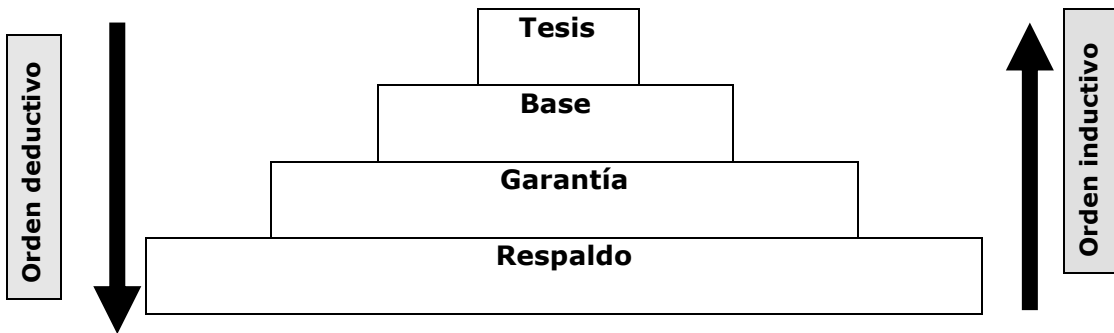 Orden deductivo
Tesis
Base
Garantía
Respaldo
Orden inductivo